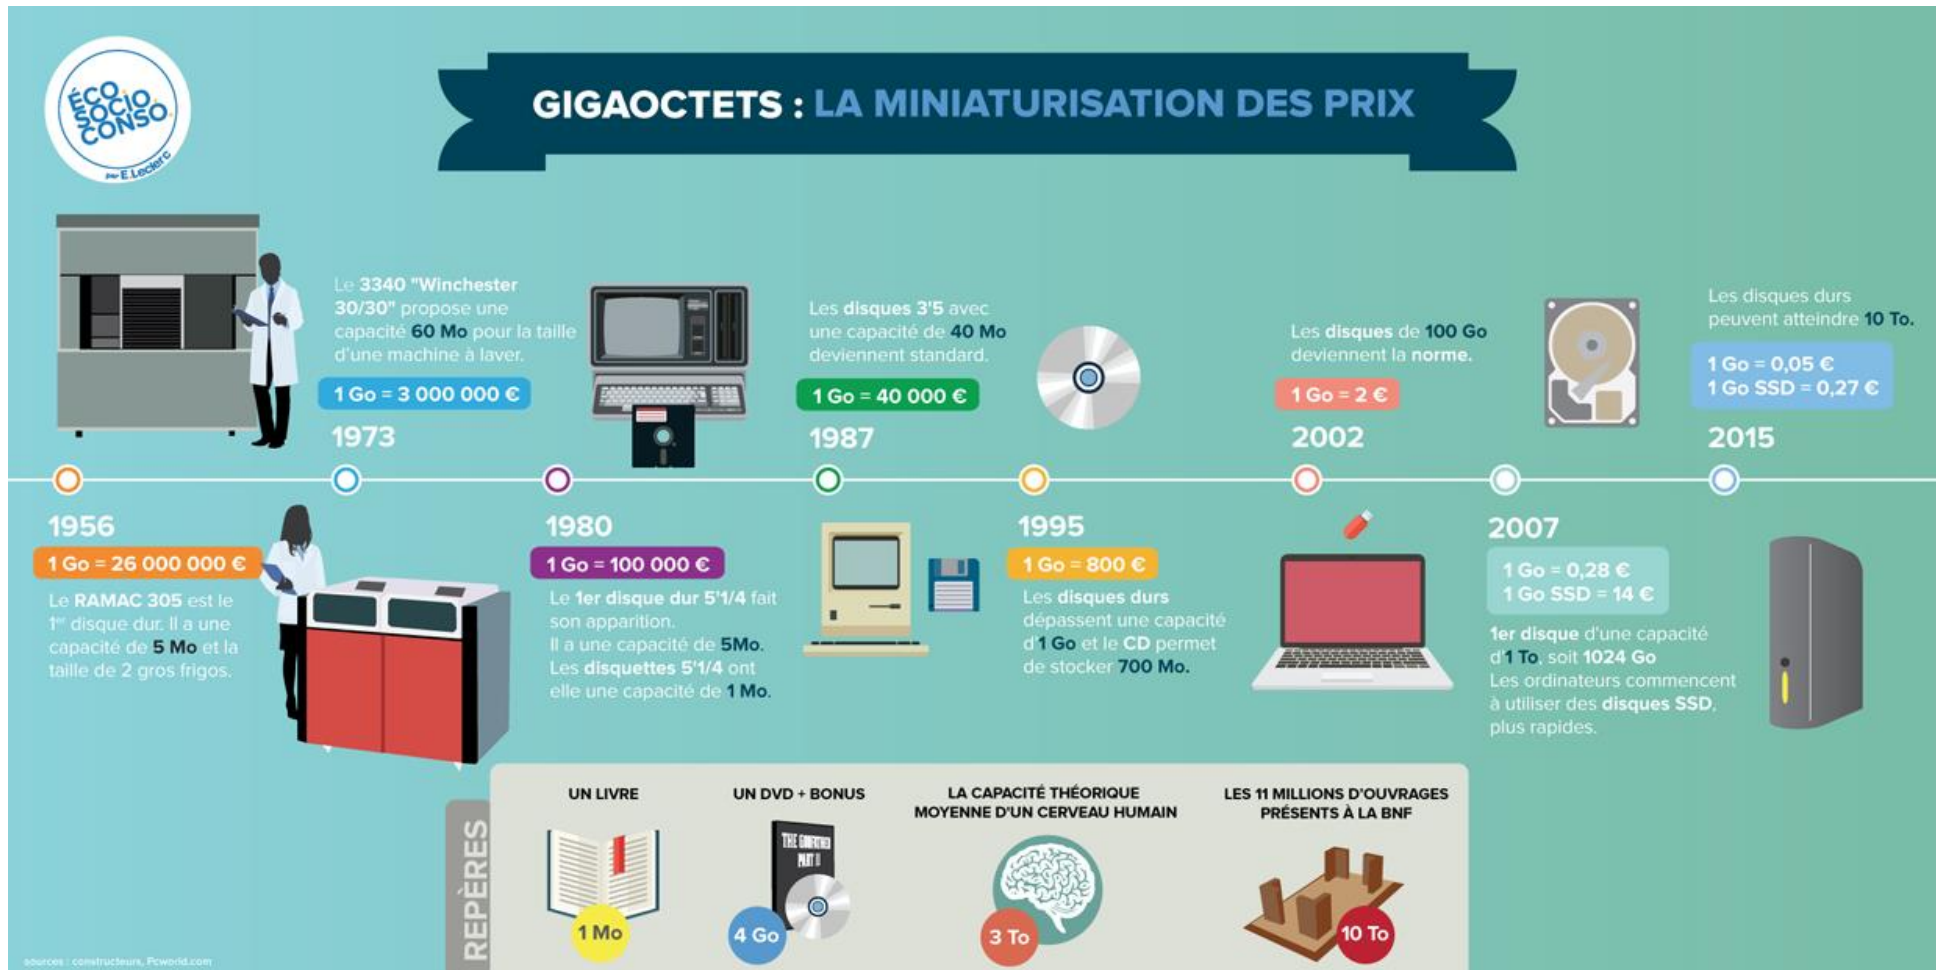 ÉCO
SOCIO
CONSO.
par E.Leclerc
GIGAOCTETS : LA MINIATURISATION DES PRIX
1956
1 Go = 26 000 000 €
Le RAMAC 305 est le
1er disque dur. Il a une
capacité de 5 Mo et la
taille de 2 gros frigos.
Le 3340 "Winchester
30/30" propose une
capacité 60 Mo pour la taille
d'une machine à laver.
1 Go = 3 000 000 €
1973
1980
1 Go = 100 000 €
Le 1er disque dur 5'1/4 fait
son apparition.
Il a une capacité de 5Mo.
Les disquettes 5'1/4 ont
elle une capacité de 1 Mo.
Les disques 3'5 avec
une capacité de 40 Mo
deviennent standard.
1 Go = 40 000 €
1987
1995
1 Go = 800 €
Les disques durs
dépassent une capacité
d'1 Go et le CD permet
de stocker 700 Mo.
Les disques de 100 Go
deviennent la norme.
1 Go = 2 €
2002
2007
1 Go = 0,28 €
1 Go SSD = 14 €
1er disque d'une capacité
d'1 To, soit 1024 Go
Les ordinateurs commencent
à utiliser des disques SSD,
plus rapides.
Les disques durs
peuvent atteindre 10 To.
1 Go = 0,05 €
1 Go SSD = 0,27 €
2015
REPÈRES
UN LIVRE
1 Mo
UN DVD + BONUS
THE GODFATHER
PART II
4 Go
LA CAPACITÉ THÉORIQUE
MOYENNE D'UN CERVEAU HUMAIN
3 To
LES 11 MILLIONS D'OUVRAGES
PRÉSENTS À LA BNF
10 To
sources : constructeurs, Pcworld.com